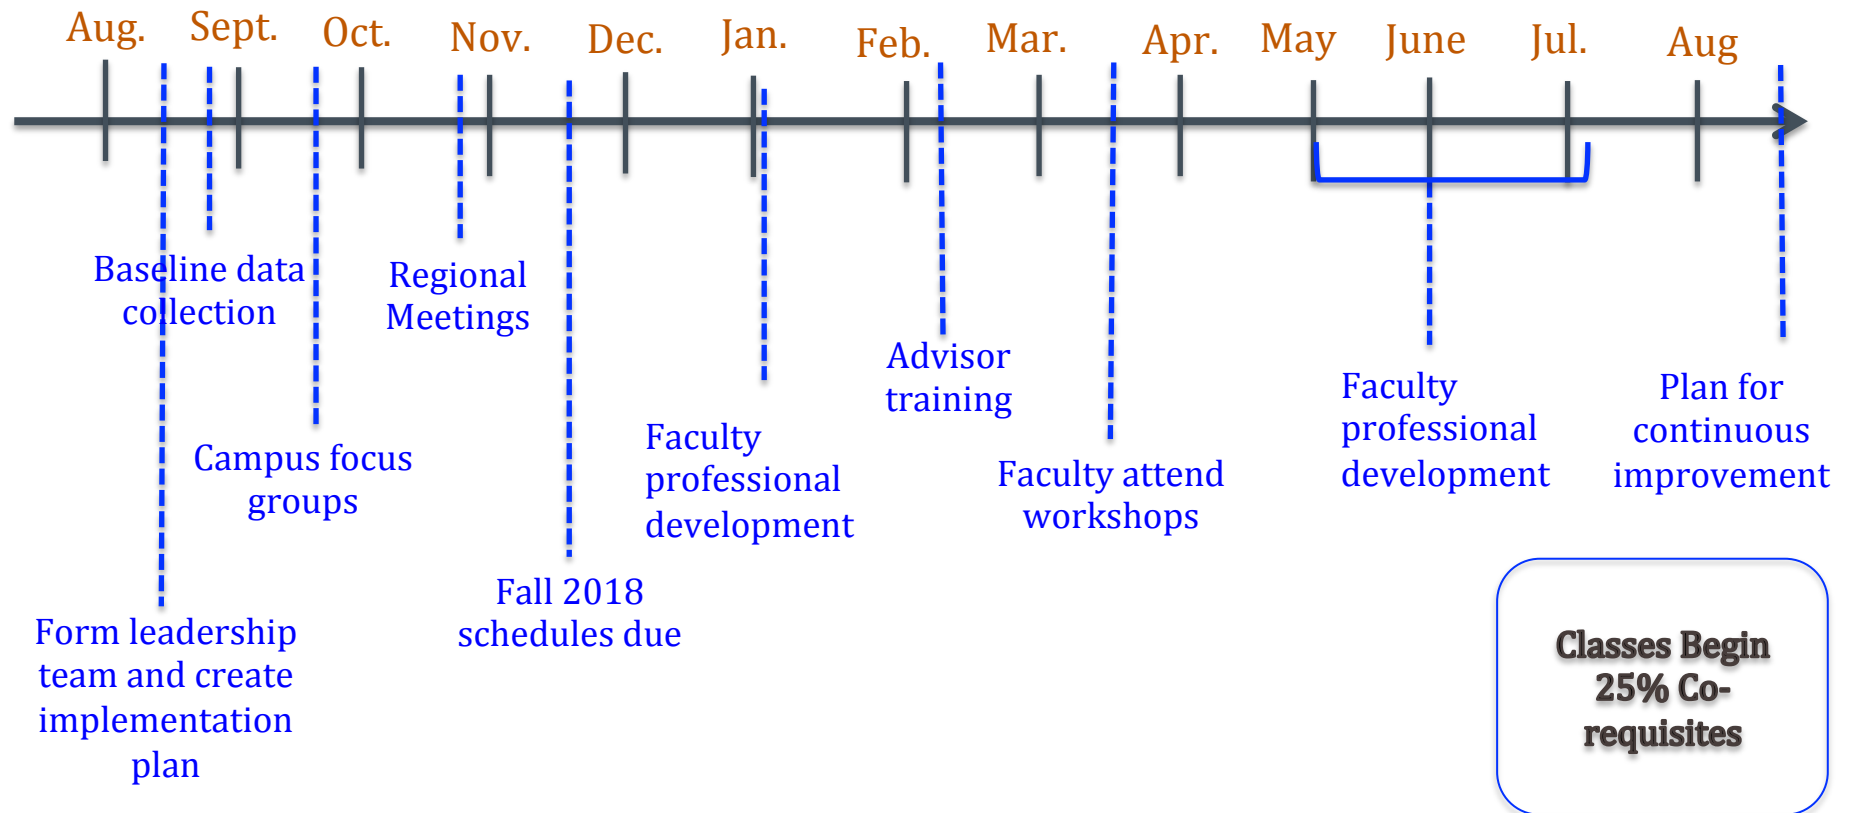 Aug. Sept. Oct. Nov. Dec. Jan. Feb. Mar. Apr. May June Jul. Aug
Baseline data
collection
Regional
Meetings
Advisor
training
Faculty
professional
development
Plan for
continuous
improvement
Campus focus
groups
Faculty
professional
development
Faculty attend
workshops
Fall 2018
schedules due
Form leadership
team and create
implementation
plan
Classes Begin
25% Co-
requisites